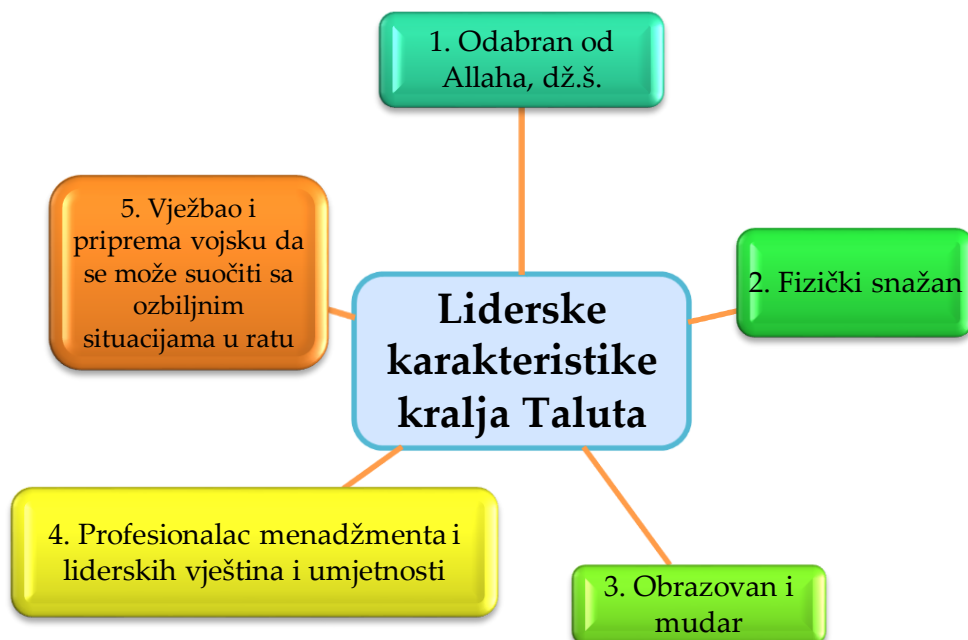 1. Odabran od
Allaha, dž.š.
5. Vježbao i
priprema vojsku da
se može suočiti sa
ozbiljnim
situacijama u ratu
2. Fizički snažan
Liderske
karakteristike
kralja Taluta
4. Profesionalac menadžmenta i
liderskih vještina i umjetnosti
3. Obrazovan i
mudar